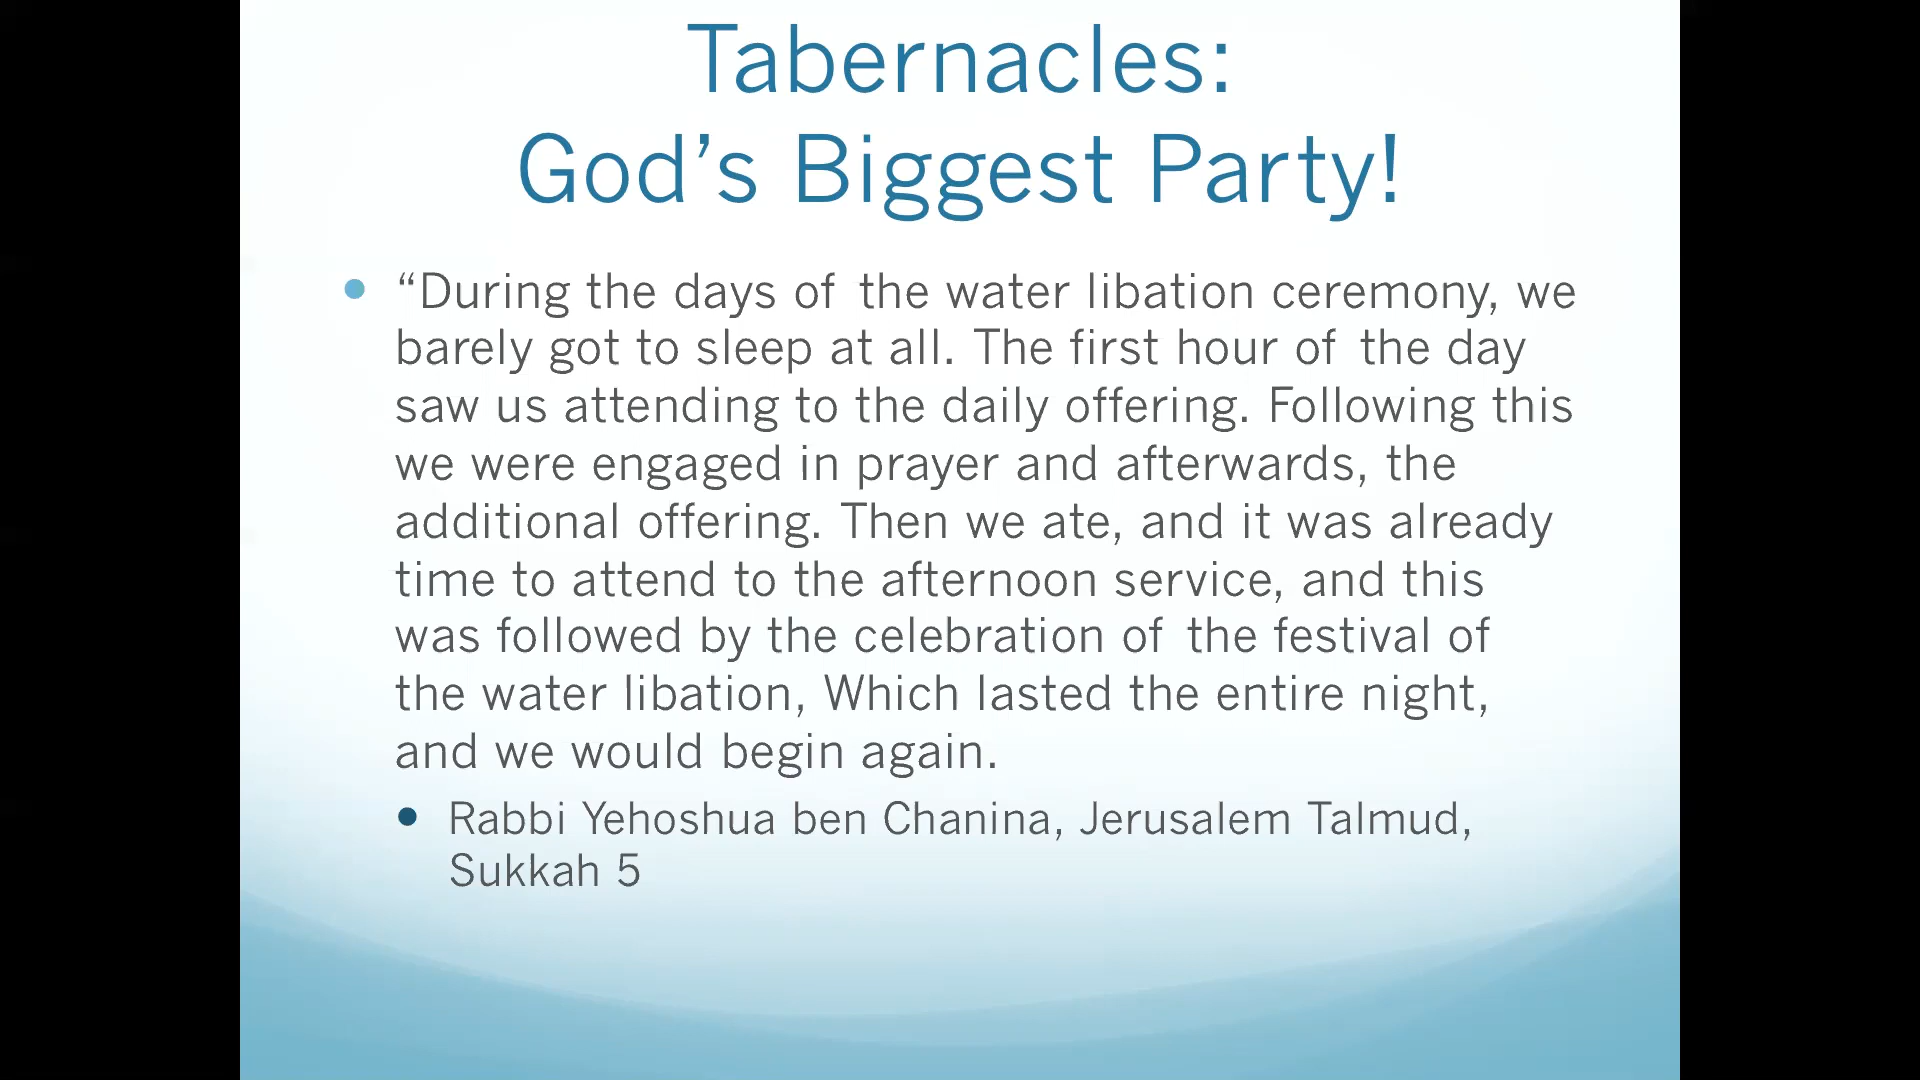 Tabernacles:
God’s Biggest Party!
“During the days of the water libation ceremony, we
barely got to sleep at all. The first hour of the day
saw us attending to the daily offering. Following this
we were engaged in prayer and afterwards, the
additional offering. Then we ate, and it was already
time to attend to the afternoon service, and this
was followed by the celebration of the festival of
the water libation, Which lasted the entire night,
and we would begin again.
Rabbi Yehoshua ben Chanina, Jerusalem Talmud,
Sukkah 5